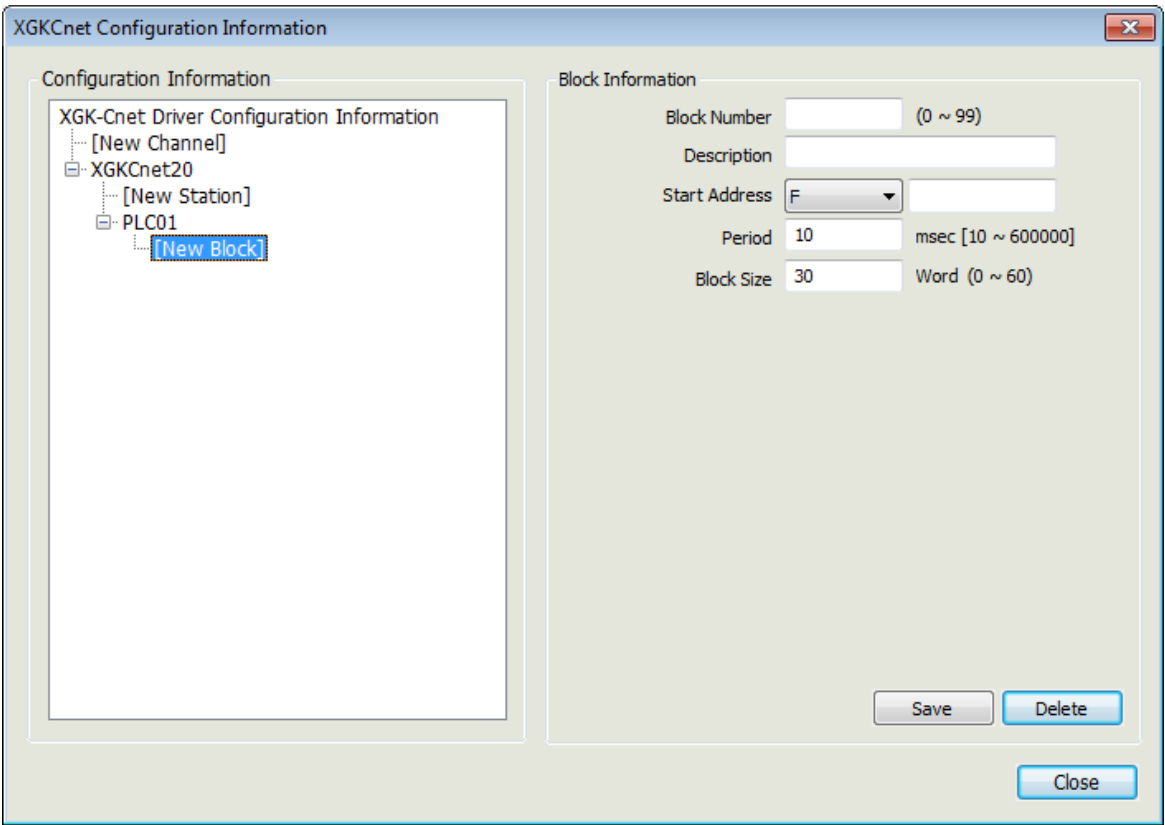 XGKCnet Configuration Information
Configuration Information
XGK-Cnet Driver Configuration Information
[New Channel]
XGKCnet20
[New Station]
PLC01
[New Block]
Block Information
Block Number (0 ~ 99)
Description
Start Address F
Period 10 msec [10 ~ 600000]
Block Size 30 Word (0 ~ 60)
Save Delete
Close